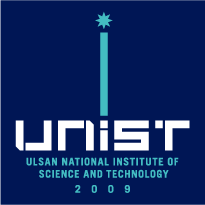 UNiST
ULSAN NATIONAL INSTITUTE OF
SCIENCE AND TECHNOLOGY
2009